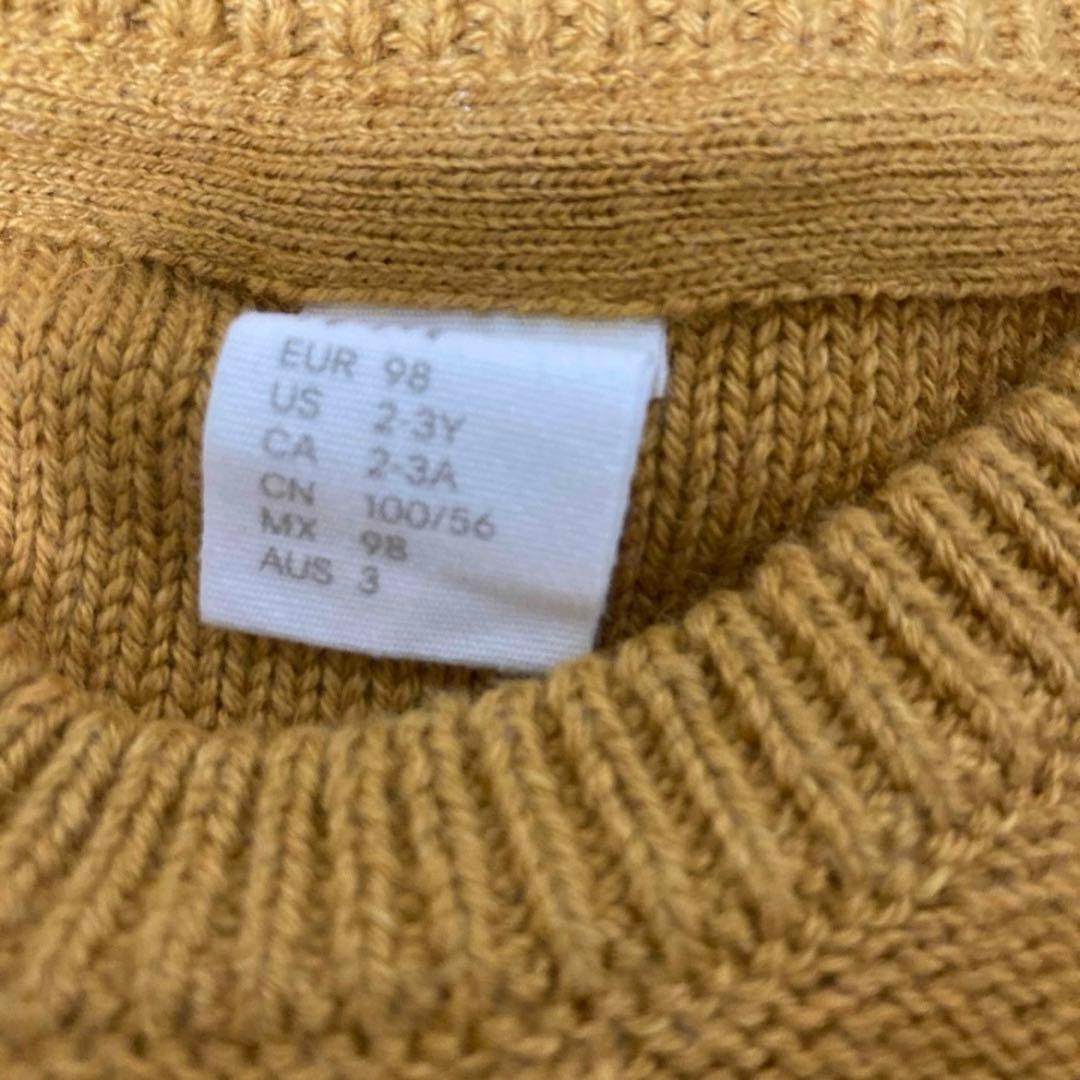 EUR 98
US 2-3Y
CA 2-3A
CN 100/56
MX 98
AUS 3